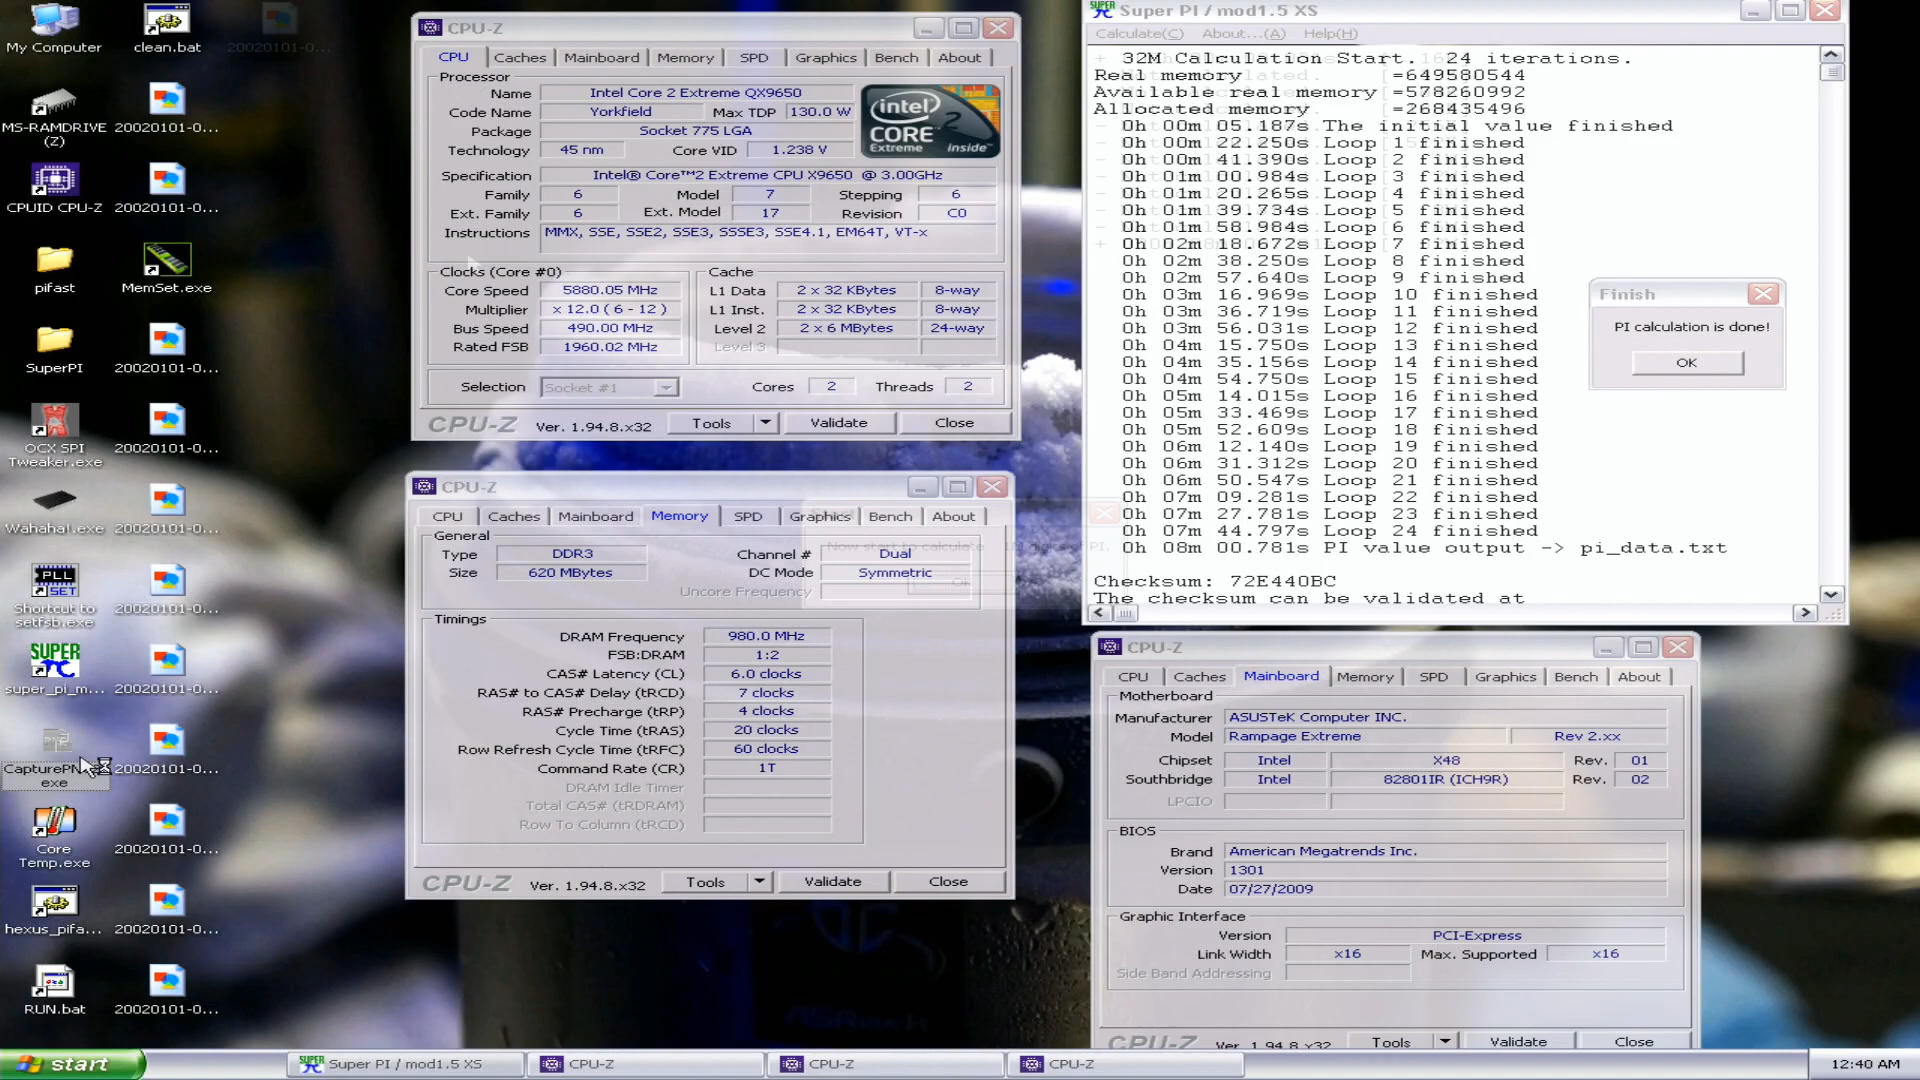 My Computer
clean.bat
20020101-0...
MS-RAMDRIVE (Z)
20020101-0...
CPUID CPU-Z
20020101-0...
pifast
MemSet.exe
SuperPI
20020101-0...
OCX SPI Tweaker.exe
20020101-0...
Wahaha!.exe
20020101-0...
PLL
SET
Shortcut to setfsb.exe
20020101-0...
SUPER
super_pi_m...
20020101-0...
CapturePN
exe
20020101-0...
Core Temp.exe
20020101-0...
hexus_pifa...
20020101-0...
RUN.bat
20020101-0...
CPU-Z
CPU Caches Mainboard Memory SPD Graphics Bench About
Processor
Name Intel Core 2 Extreme QX9650
Code Name Yorkfield Max TDP 130.0 W
Package Socket 775 LGA
Technology 45 nm Core VID 1.238 V
intel CORE 2 Extreme inside™
Specification Intel® Core™2 Extreme CPU X9650 @ 3.00GHz
Family 6 Model 7 Stepping 6
Ext. Family 6 Ext. Model 17 Revision C0
Instructions MMX, SSE, SSE2, SSE3, SSSE3, SSE4.1, EM64T, VT-x
Clocks (Core #0) Cache
Core Speed 5880.05 MHz L1 Data 2 x 32 KBytes 8-way
Multiplier x 12.0 ( 6 - 12 ) L1 Inst. 2 x 32 KBytes 8-way
Bus Speed 490.00 MHz Level 2 2 x 6 MBytes 24-way
Rated FSB 1960.02 MHz Level 3
Selection Socket #1 Cores 2 Threads 2
CPU-Z Ver. 1.94.8.x32 Tools Validate Close
CPU-Z
CPU Caches Mainboard Memory SPD Graphics Bench About
General
Type DDR3 Channel # Dual
Size 620 MBytes DC Mode Symmetric
Uncore Frequency
Now start to calculate
Timings
DRAM Frequency 980.0 MHz
FSB:DRAM 1:2
CAS# Latency (CL) 6.0 clocks
RAS# to CAS# Delay (tRCD) 7 clocks
RAS# Precharge (tRP) 4 clocks
Cycle Time (tRAS) 20 clocks
Row Refresh Cycle Time (tRFC) 60 clocks
Command Rate (CR) 1T
DRAM Idle Timer
Total CAS# (tRDRAM)
Row To Column (tRCD)
CPU-Z Ver. 1.94.8.x32 Tools Validate Close
Super PI / mod1.5 XS
Calculate(C) About...(A) Help(H)
32M Calculation Start. 24 iterations.
Real memory =649580544
Available real memory =578260992
Allocated memory =268435496
0h 00m 05.187s The initial value finished
0h 00m 22.250s Loop 1 finished
0h 00m 41.390s Loop 2 finished
0h 01m 00.984s Loop 3 finished
0h 01m 20.265s Loop 4 finished
0h 01m 39.734s Loop 5 finished
0h 01m 58.984s Loop 6 finished
0h 02m 18.672s Loop 7 finished
0h 02m 38.250s Loop 8 finished
0h 02m 57.640s Loop 9 finished
0h 03m 16.969s Loop 10 finished
0h 03m 36.719s Loop 11 finished
0h 03m 56.031s Loop 12 finished
0h 04m 15.750s Loop 13 finished
0h 04m 35.156s Loop 14 finished
0h 04m 54.750s Loop 15 finished
0h 05m 14.015s Loop 16 finished
0h 05m 33.469s Loop 17 finished
0h 05m 52.609s Loop 18 finished
0h 06m 12.140s Loop 19 finished
0h 06m 31.312s Loop 20 finished
0h 06m 50.547s Loop 21 finished
0h 07m 09.281s Loop 22 finished
0h 07m 27.781s Loop 23 finished
0h 07m 44.797s Loop 24 finished
0h 08m 00.781s PI value output -> pi_data.txt
Checksum: 72E440BC
The checksum can be validated at
Finish
PI calculation is done!
OK
CPU-Z
CPU Caches Mainboard Memory SPD Graphics Bench About
Motherboard
Manufacturer ASUSTeK Computer INC.
Model Rampage Extreme Rev 2.xx
Chipset Intel X48 Rev. 01
Southbridge Intel 82801IR (ICH9R) Rev. 02
LPCIO
BIOS
Brand American Megatrends Inc.
Version 1301
Date 07/27/2009
Graphic Interface
Version PCI-Express
Link Width x16 Max. Supported x16
Side Band Addressing
CPU-Z Ver. 1.94.8.x32 Tools Validate Close
start
Super PI / mod1.5 XS
CPU-Z
CPU-Z
CPU-Z
12:40 AM